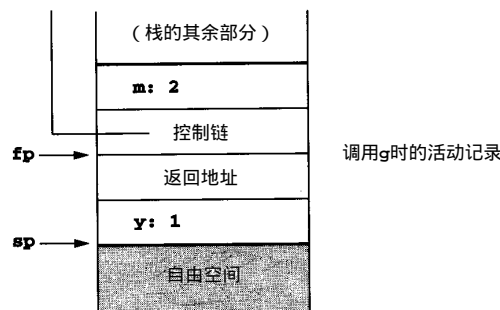 （栈的其余部分）
m: 2
控制链
fp
调用g时的活动记录
返回地址
y: 1
sp
自由空间